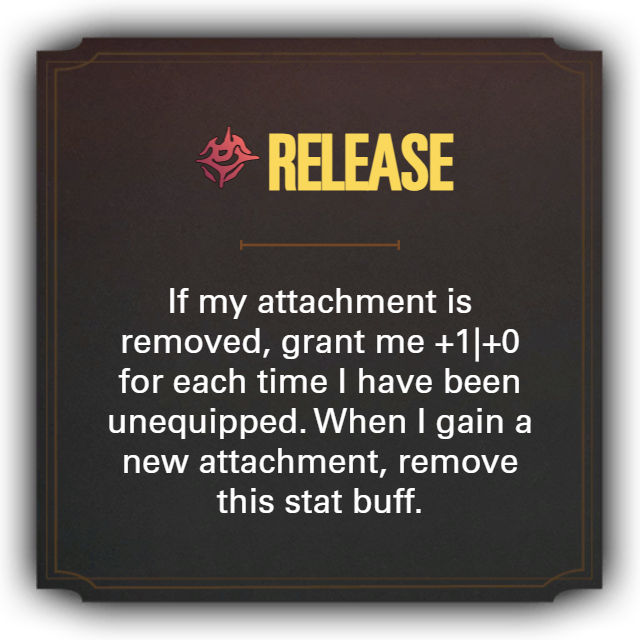 RELEASE
If my attachment is
removed, grant me +1|+0
for each time I have been
unequipped. When I gain a
new attachment, remove
this stat buff.